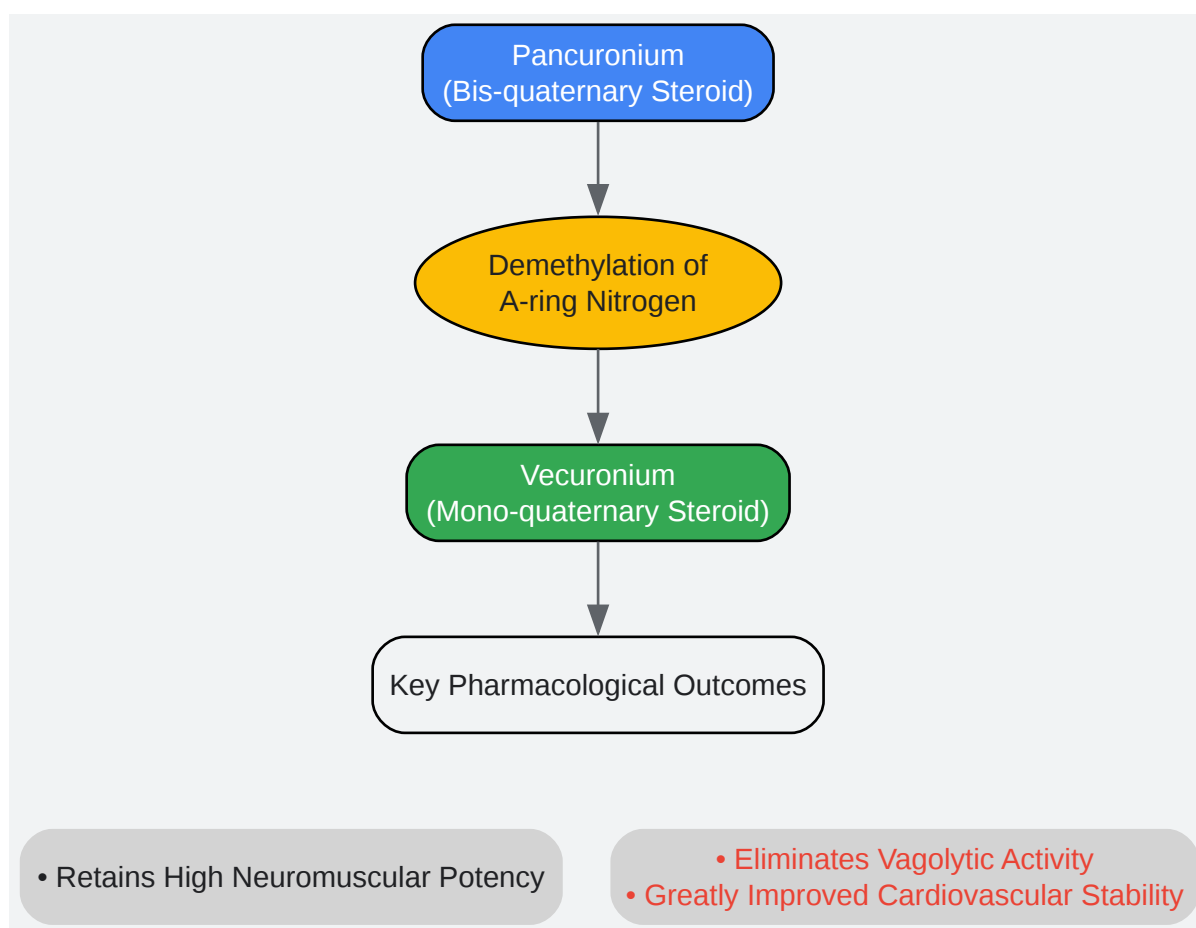 Pancuronium
(Bis-quaternary Steroid)
Demethylation of
A-ring Nitrogen
Vecuronium
(Mono-quaternary Steroid)
Key Pharmacological Outcomes
• Retains High Neuromuscular Potency
• Eliminates Vagolytic Activity
• Greatly Improved Cardiovascular Stability